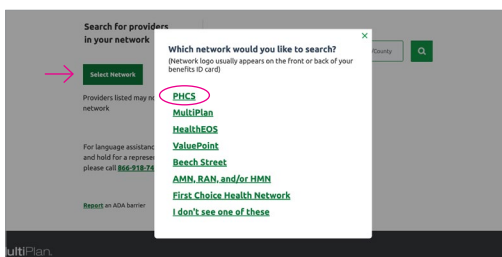 Search for providers
in your network
Select Network
Providers listed may no
network
For language assistanc
and hold for a represe
please call 866-918-74
Report an ADA barrier
×
Which network would you like to search?
(Network logo usually appears on the front or back of your
benefits ID card)
PHCS
MultiPlan
HealthEOS
ValuePoint
Beech Street
AMN, RAN, and/or HMN
First Choice Health Network
I don't see one of these
/County
ultiPlan.